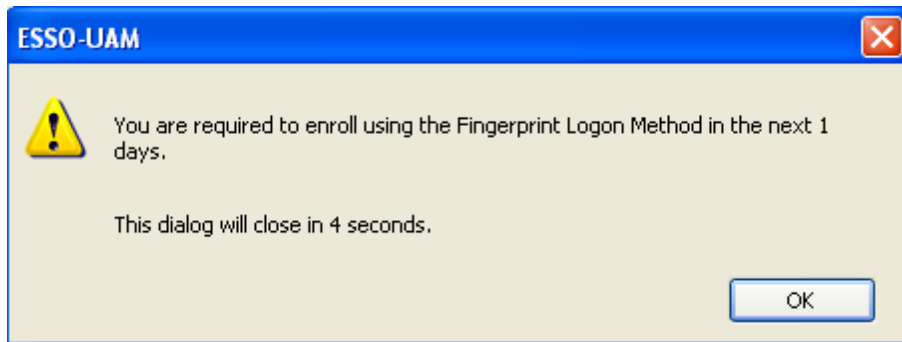 ESSO-UAM
You are required to enroll using the Fingerprint Logon Method in the next 1
days.
This dialog will close in 4 seconds.
OK